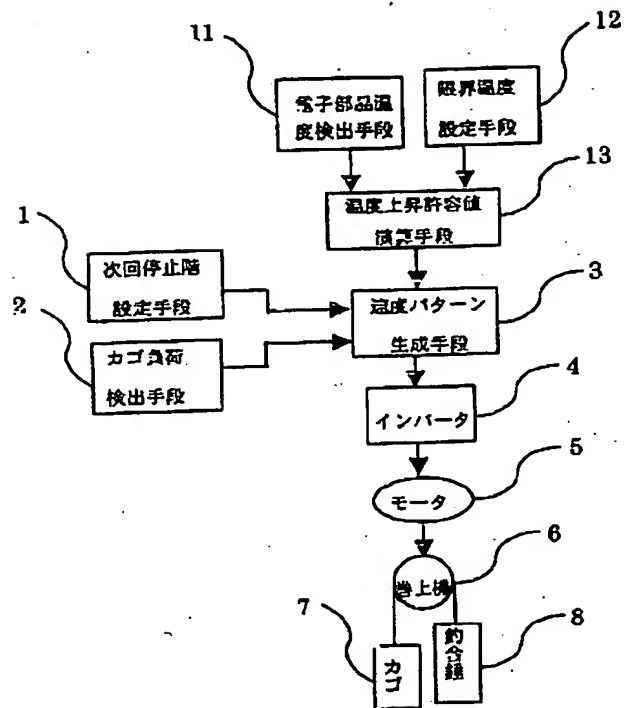 11
12
電子部品温
度検出手段
限界温度
設定手段
13
温度上昇許容値
演算手段
1
次回停止階
設定手段
3
速度パターン
生成手段
2
カゴ負荷
検出手段
4
インバータ
5
モータ
6
巻上機
7
カゴ
8
釣合錘